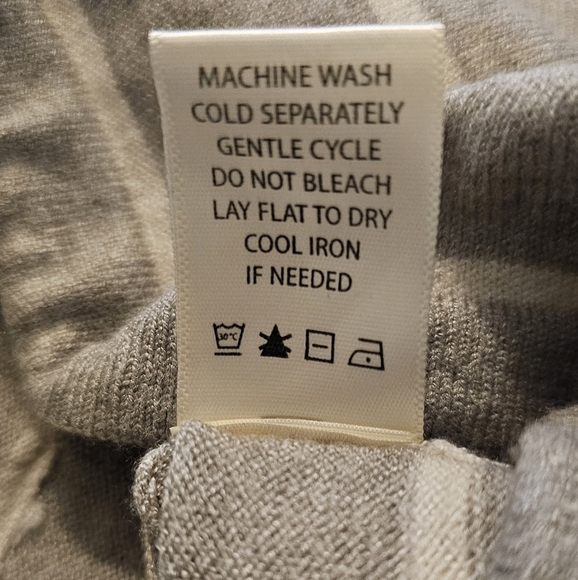 MACHINE WASH
COLD SEPARATELY
GENTLE CYCLE
DO NOT BLEACH
LAY FLAT TO DRY
COOL IRON
IF NEEDED
30°C